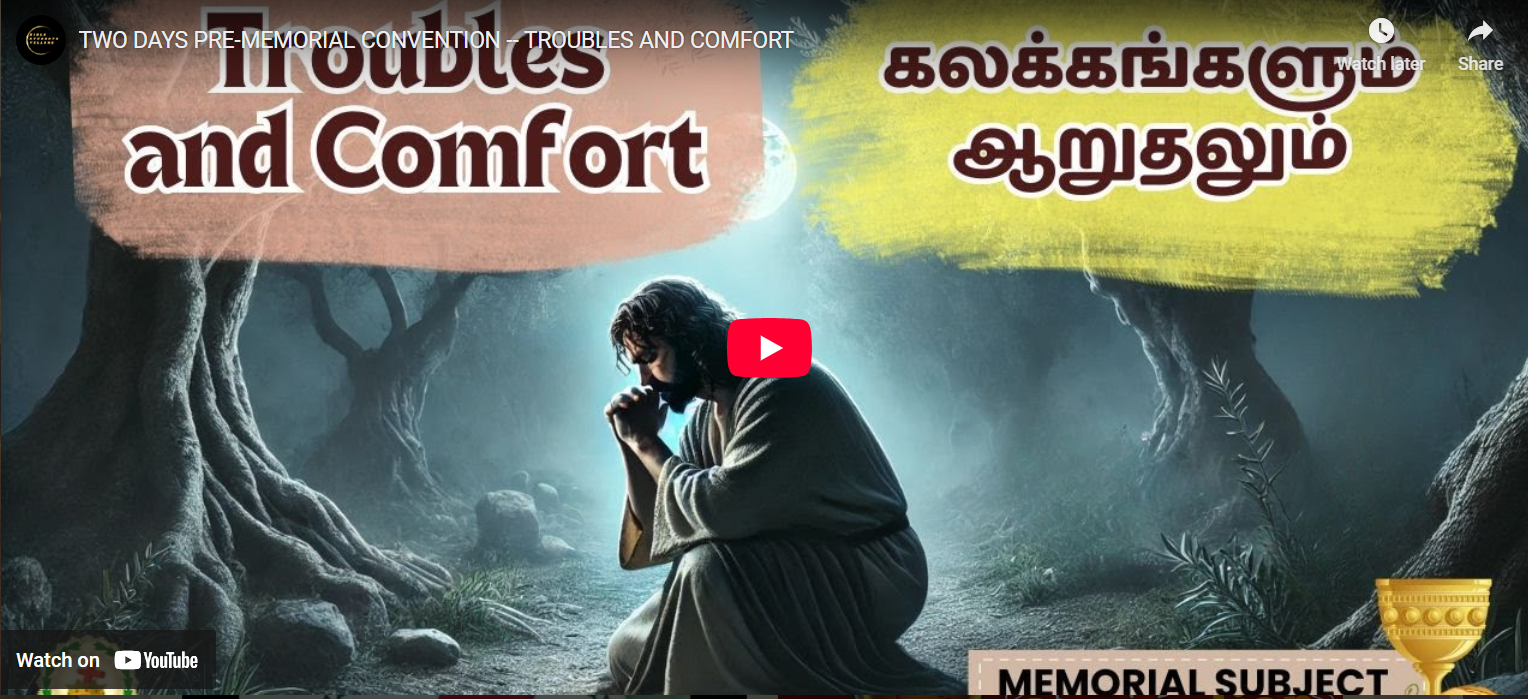 TWO DAYS PRE-MEMORIAL CONVENTION – TROUBLES AND COMFORT
Troubles
and Comfort
கலக்கங்களும்
ஆறுதலும்
Watch later
Share
Watch on YouTube
MEMORIAL SUBJECT